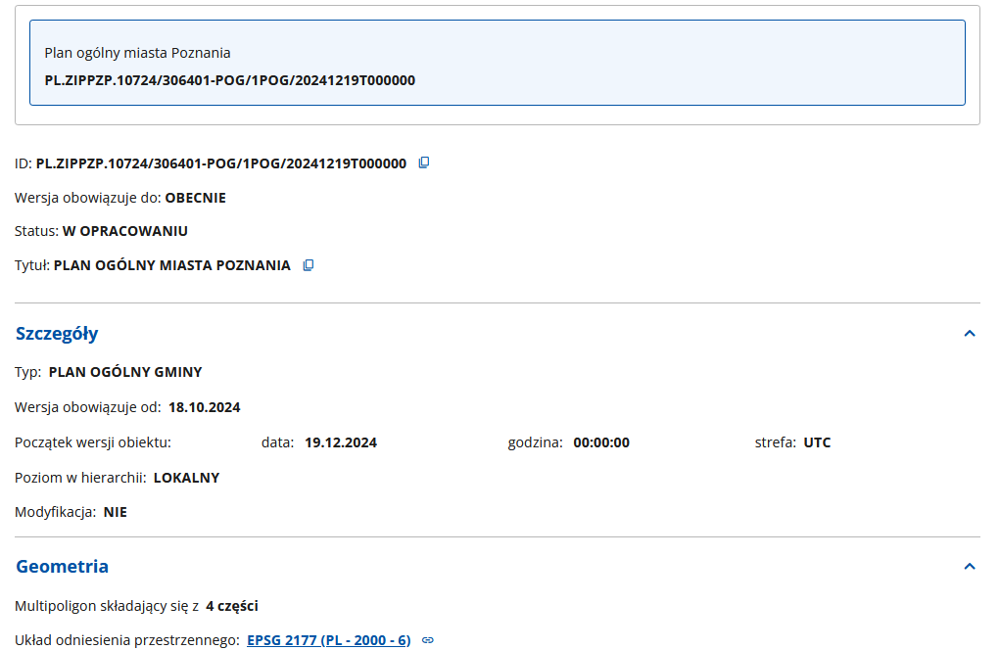 Plan ogólny miasta Poznania
PL.ZIPPZP.10724/306401-POG/1POG/20241219T000000
ID: PL.ZIPPZP.10724/306401-POG/1POG/20241219T000000
Wersja obowiązuje do: OBECNIE
Status: W OPRACOWANIU
Tytuł: PLAN OGÓLNY MIASTA POZNANIA
Szczegóły
Typ: PLAN OGÓLNY GMINY
Wersja obowiązuje od: 18.10.2024
Początek wersji obiektu: data: 19.12.2024 godzina: 00:00:00 strefa: UTC
Poziom w hierarchii: LOKALNY
Modyfikacja: NIE
Geometria
Multipoligon składający się z 4 części
Układ odniesienia przestrzennego: EPSG 2177 (PL - 2000 - 6)